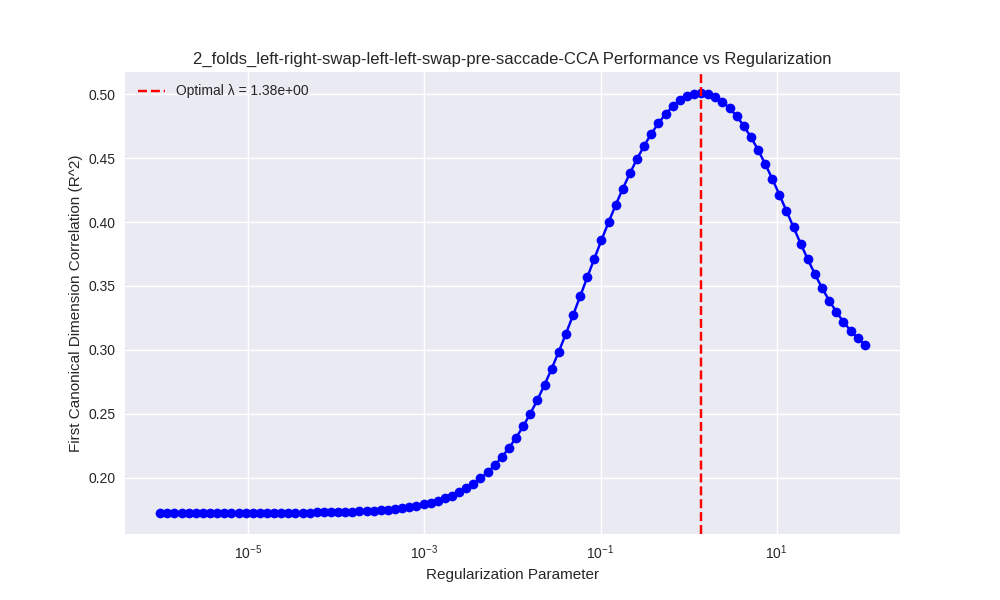 2_folds_left-right-swap-left-left-swap-pre-saccade-CCA Performance vs Regularization
Optimal λ = 1.38e+00
First Canonical Dimension Correlation (R^2)
0.50
0.45
0.40
0.35
0.30
0.25
0.20
10⁻⁵ 10⁻³ 10⁻¹ 10¹
Regularization Parameter